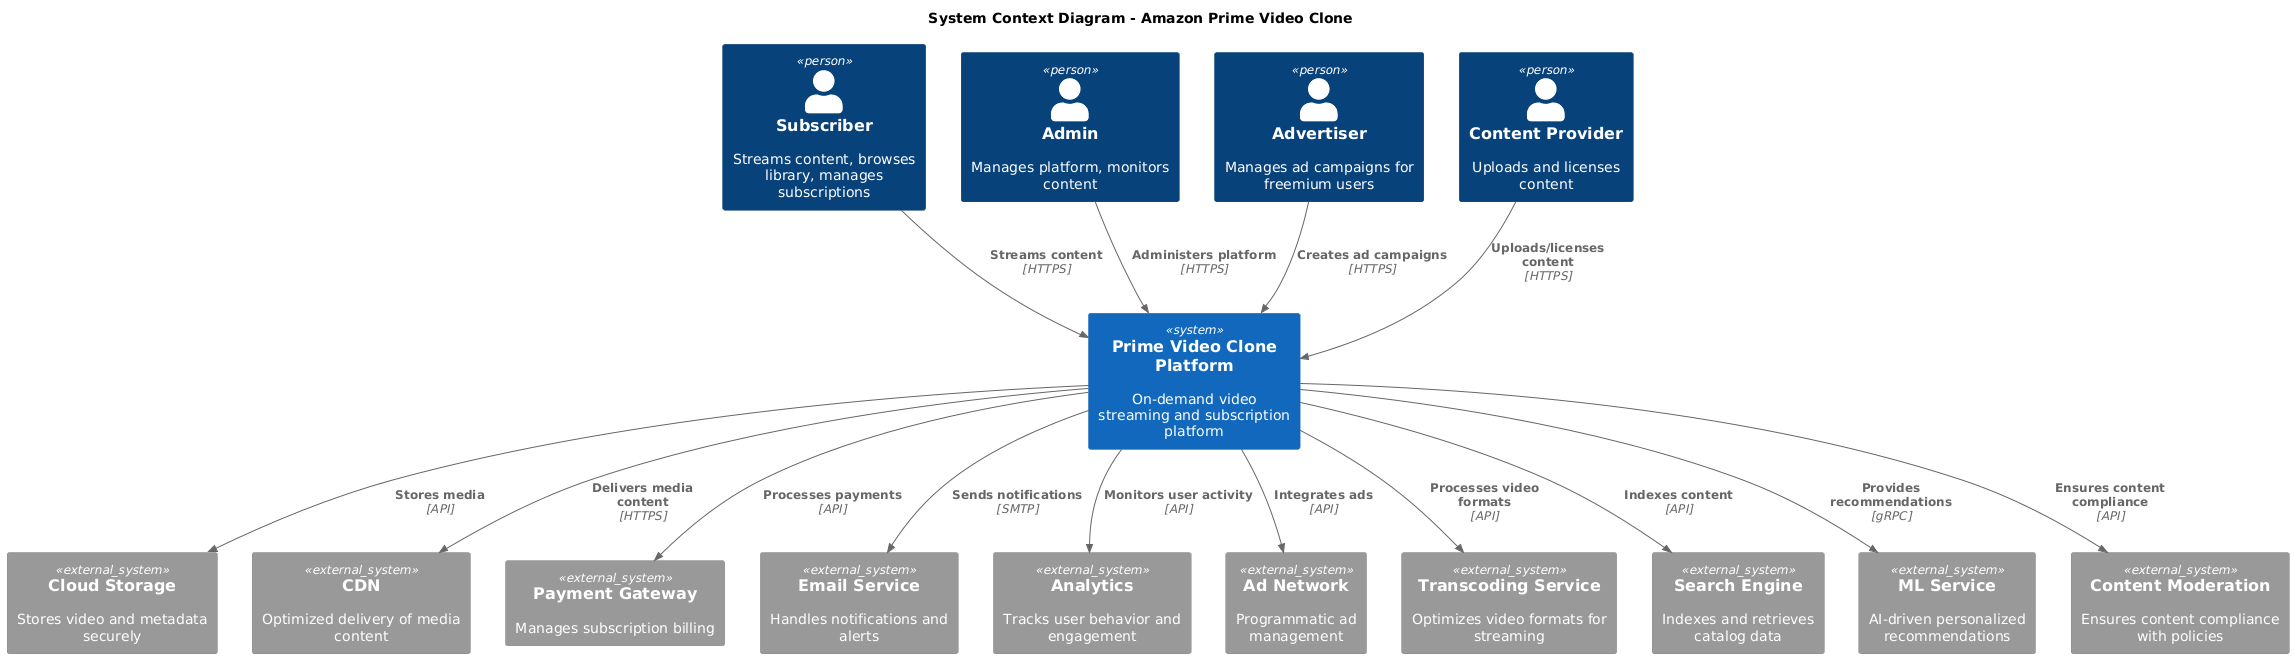 System Context Diagram - Amazon Prime Video Clone
«person»
Subscriber
Streams content, browses
library, manages
subscriptions
«person»
Admin
Manages platform, monitors
content
«person»
Advertiser
Manages ad campaigns for
freemium users
«person»
Content Provider
Uploads and licenses
content
Streams content
[HTTPS]
Administers platform
[HTTPS]
Creates ad campaigns
[HTTPS]
Uploads/licenses
content
[HTTPS]
«system»
Prime Video Clone
Platform
On-demand video
streaming and subscription
platform
Stores media
[API]
Delivers media
content
[HTTPS]
Processes payments
[API]
Sends notifications
[SMTP]
Monitors user activity
[API]
Integrates ads
[API]
Processes video
formats
[API]
Indexes content
[API]
Provides
recommendations
[gRPC]
Ensures content
compliance
[API]
«external_system»
Cloud Storage
Stores video and metadata
securely
«external_system»
CDN
Optimized delivery of media
content
«external_system»
Payment Gateway
Manages subscription billing
«external_system»
Email Service
Handles notifications and
alerts
«external_system»
Analytics
Tracks user behavior and
engagement
«external_system»
Ad Network
Programmatic ad
management
«external_system»
Transcoding Service
Optimizes video formats for
streaming
«external_system»
Search Engine
Indexes and retrieves
catalog data
«external_system»
ML Service
AI-driven personalized
recommendations
«external_system»
Content Moderation
Ensures content compliance
with policies